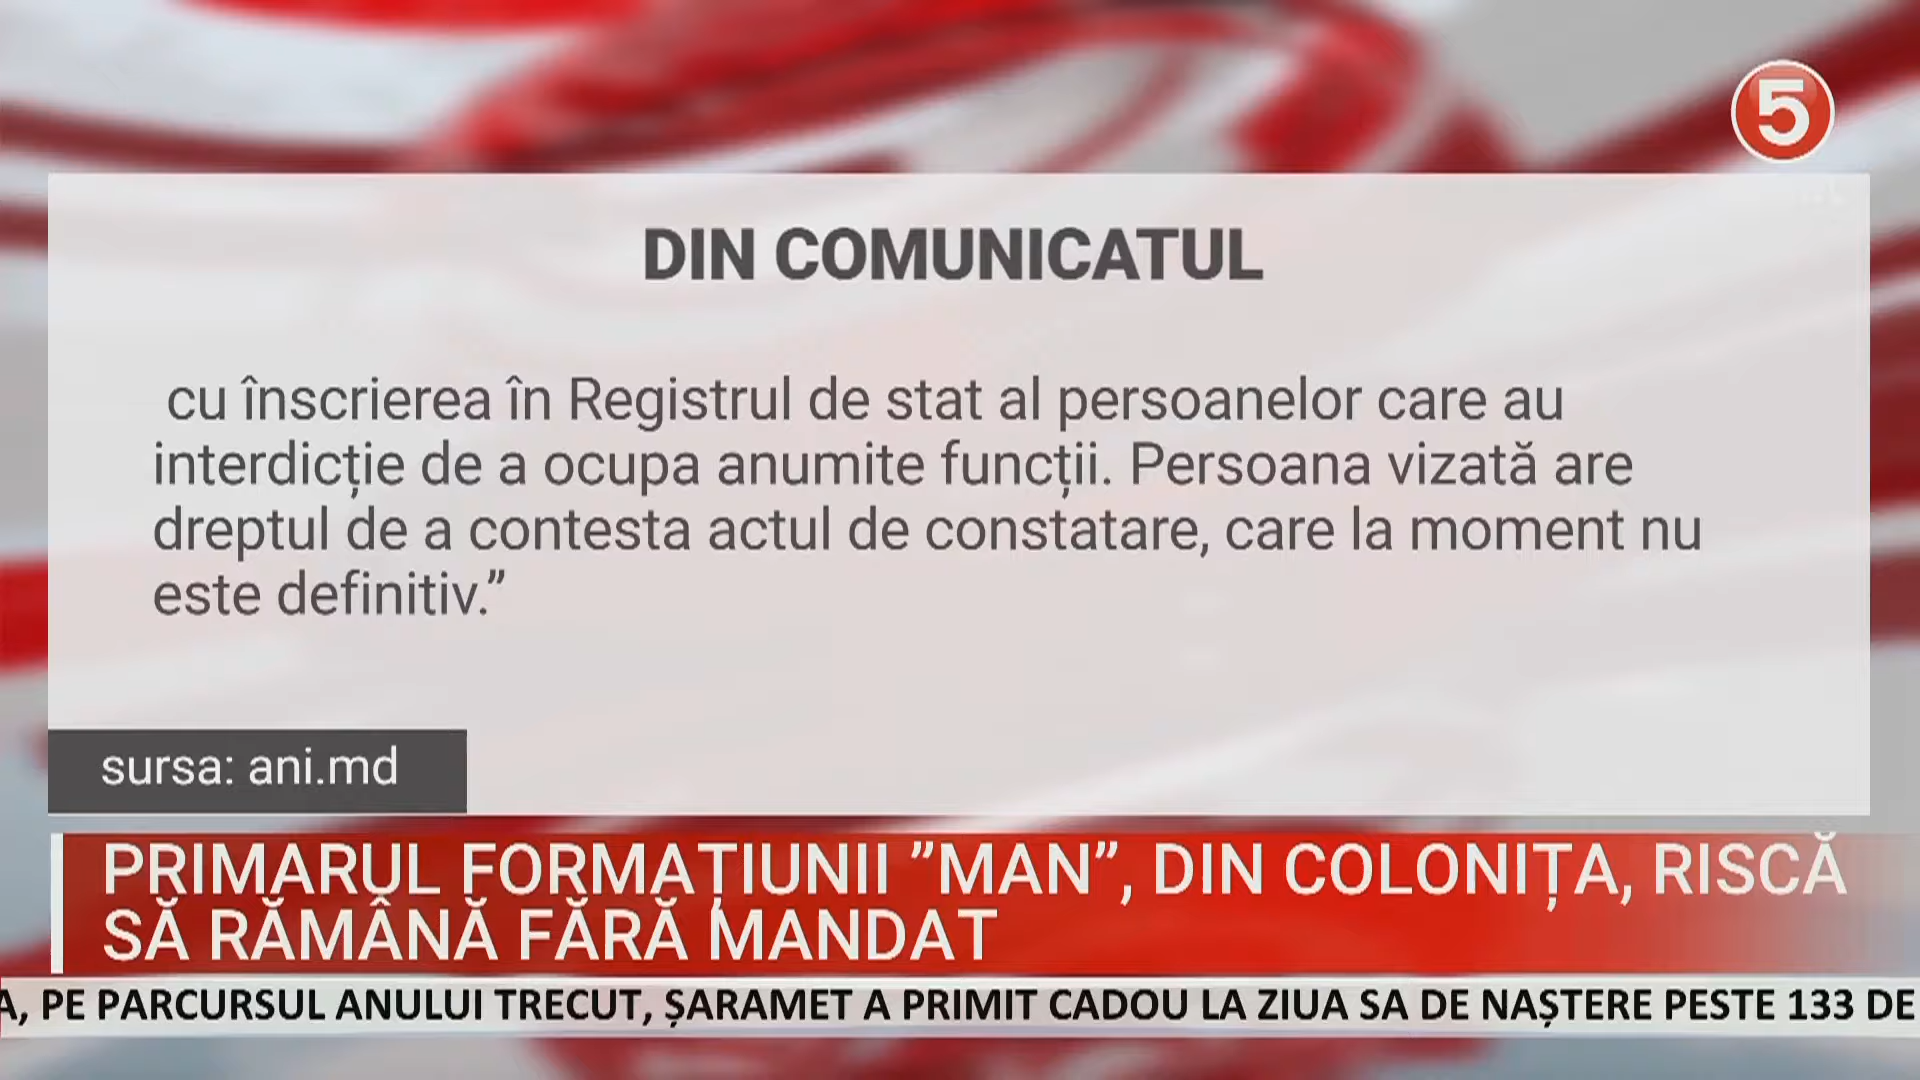 5
DIN COMUNICATUL
cu înscrierea în Registrul de stat al persoanelor care au
interdicție de a ocupa anumite funcții. Persoana vizată are
dreptul de a contesta actul de constatare, care la moment nu
este definitiv.”
sursa: ani.md
PRIMARUL FORMAȚIUNII ”MAN”, DIN COLONIȚA, RISCĂ
SĂ RĂMÂNĂ FĂRĂ MANDAT
A, PE PARCURSUL ANULUI TRECUT, ȘARAMET A PRIMIT CADOU LA ZIUA SA DE NAȘTERE PESTE 133 DE